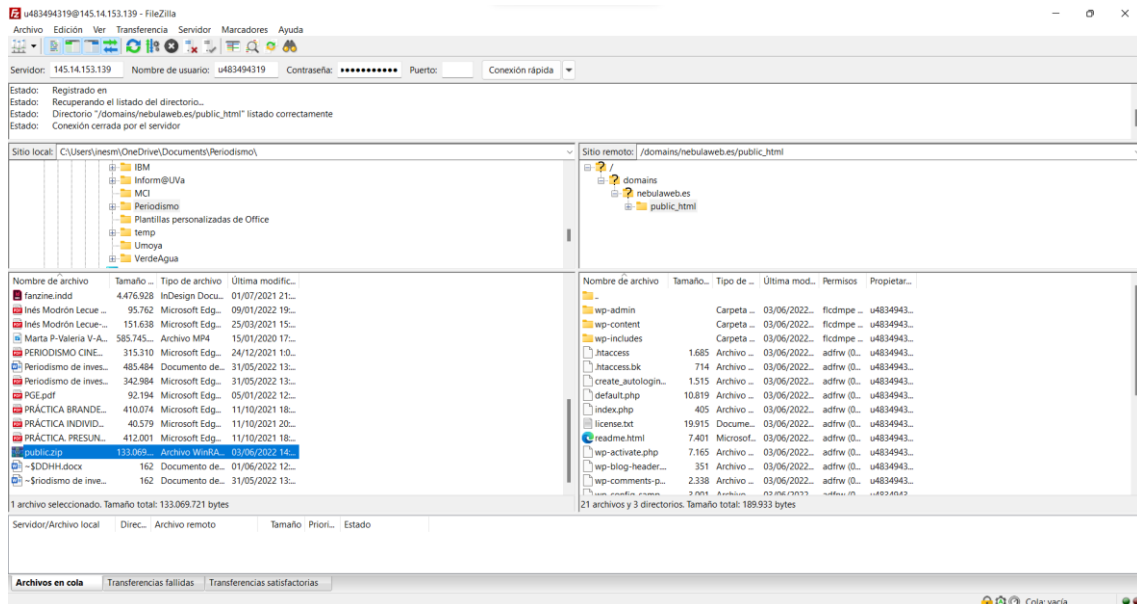 u483494319@145.14.153.139 - FileZilla
Archivo Edición Ver Transferencia Servidor Marcadores Ayuda
Servidor: 145.14.153.139 Nombre de usuario: u483494319 Contraseña: ●●●●●●●●●●● Puerto: Conexión rápida
Estado: Registrado en
Estado: Recuperando el listado del directorio...
Estado: Directorio "/domains/nebulaweb.es/public_html" listado correctamente
Estado: Conexión cerrada por el servidor
Sitio local: C:\Users\inesm\OneDrive\Documents\Periodismo\
IBM
Inform@UVa
MCI
Periodismo
Plantillas personalizadas de Office
temp
Umoya
VerdeAgua
Sitio remoto: /domains/nebulaweb.es/public_html
/
domains
nebulaweb.es
public_html
Nombre de archivo Tamaño ... Tipo de archivo Última modific...
fanzine.indd 4.476.928 InDesign Docu... 01/07/2021 21:...
Inés Modrón Lecue ... 95.762 Microsoft Edg... 09/01/2022 19:...
Inés Modrón Lecue-... 151.638 Microsoft Edg... 25/03/2021 15:...
Marta P-Valeria V-A... 585.745... Archivo MP4 15/01/2020 17:...
PERIODISMO CINE... 315.310 Microsoft Edg... 24/12/2021 1:0...
Periodismo de inves... 485.484 Documento de... 31/05/2022 13:...
Periodismo de inves... 342.984 Microsoft Edg... 31/05/2022 13:...
PGE.pdf 92.194 Microsoft Edg... 05/01/2022 12:...
PRÁCTICA BRANDE... 410.074 Microsoft Edg... 11/10/2021 18:...
PRÁCTICA INDIVID... 40.579 Microsoft Edg... 11/10/2021 20:...
PRÁCTICA. PRESUN... 412.001 Microsoft Edg... 11/10/2021 18:...
public.zip 133.069... Archivo WinRA... 03/06/2022 14:...
~$DDHH.docx 162 Documento de... 01/06/2022 12:...
~$riodismo de inve... 162 Documento de... 31/05/2022 13:...
1 archivo seleccionado. Tamaño total: 133.069.721 bytes
Nombre de archivo Tamaño... Tipo de ... Última mod... Permisos Propietar...
..
wp-admin Carpeta ... 03/06/2022... flcdmpe ... u4834943...
wp-content Carpeta ... 03/06/2022... flcdmpe ... u4834943...
wp-includes Carpeta ... 03/06/2022... flcdmpe ... u4834943...
.htaccess 1.685 Archivo ... 03/06/2022... adfrw (0... u4834943...
.htaccess.bk 714 Archivo ... 03/06/2022... adfrw (0... u4834943...
create_autologin... 1.515 Archivo ... 03/06/2022... adfrw (0... u4834943...
default.php 10.819 Archivo ... 03/06/2022... adfrw (0... u4834943...
index.php 405 Archivo ... 03/06/2022... adfrw (0... u4834943...
license.txt 19.915 Docume... 03/06/2022... adfrw (0... u4834943...
readme.html 7.401 Microsof... 03/06/2022... adfrw (0... u4834943...
wp-activate.php 7.165 Archivo ... 03/06/2022... adfrw (0... u4834943...
wp-blog-header... 351 Archivo ... 03/06/2022... adfrw (0... u4834943...
wp-comments-p... 2.338 Archivo ... 03/06/2022... adfrw (0... u4834943...
wp-config-samp... 3.001 Archivo ... 03/06/2022... adfrw (0... u4834943...
21 archivos y 3 directorios. Tamaño total: 189.933 bytes
Servidor/Archivo local Direc... Archivo remoto Tamaño Priori... Estado
Archivos en cola Transferencias fallidas Transferencias satisfactorias
Cola: vacía